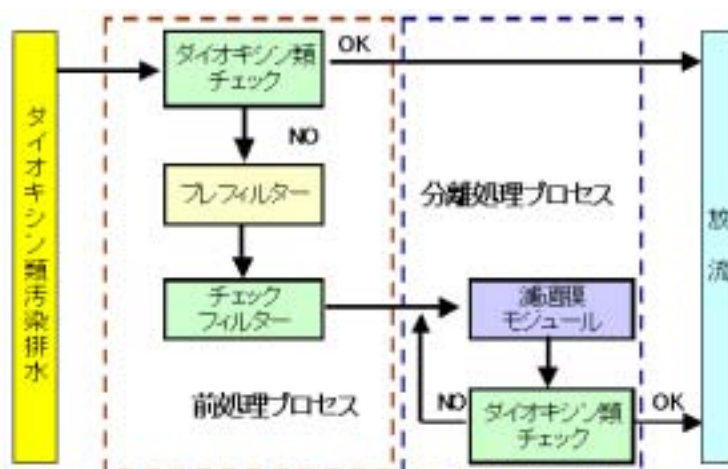 ダイオキシン類汚染排水
ダイオキシン類
チェック
OK
NO
プレフィルター
チェック
フィルター
前処理プロセス
分離処理プロセス
濾過膜
モジュール
NO
ダイオキシン類
チェック
OK
放流